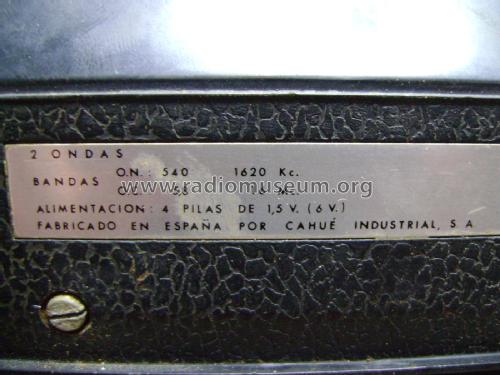 2 ONDAS
BANDAS
O.N.: 540 1620 Kc.
www.radiomuseum.org
ALIMENTACION: 4 PILAS DE 1,5 V. (6 V.)
FABRICADO EN ESPAÑA POR CAHUÉ INDUSTRIAL, S A